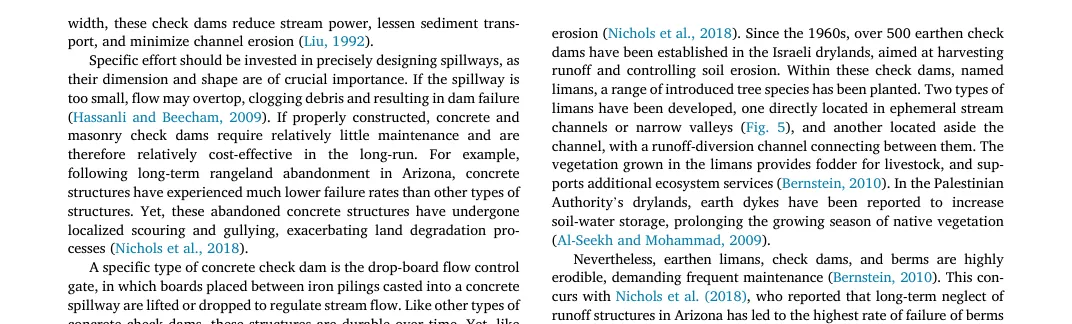 width, these check dams reduce stream power, lessen sediment trans-
port, and minimize channel erosion (Liu, 1992).
Specific effort should be invested in precisely designing spillways, as
their dimension and shape are of crucial importance. If the spillway is
too small, flow may overtop, clogging debris and resulting in dam failure
(Hassanli and Beecham, 2009). If properly constructed, concrete and
masonry check dams require relatively little maintenance and are
therefore relatively cost-effective in the long-run. For example,
following long-term rangeland abandonment in Arizona, concrete
structures have experienced much lower failure rates than other types of
structures. Yet, these abandoned concrete structures have undergone
localized scouring and gullying, exacerbating land degradation pro-
cesses (Nichols et al., 2018).
A specific type of concrete check dam is the drop-board flow control
gate, in which boards placed between iron pilings casted into a concrete
spillway are lifted or dropped to regulate stream flow. Like other types of
concrete check dams, these structures are durable over time. Yet, like
erosion (Nichols et al., 2018). Since the 1960s, over 500 earthen check
dams have been established in the Israeli drylands, aimed at harvesting
runoff and controlling soil erosion. Within these check dams, named
limans, a range of introduced tree species has been planted. Two types of
limans have been developed, one directly located in ephemeral stream
channels or narrow valleys (Fig. 5), and another located aside the
channel, with a runoff-diversion channel connecting between them. The
vegetation grown in the limans provides fodder for livestock, and sup-
ports additional ecosystem services (Bernstein, 2010). In the Palestinian
Authority's drylands, earth dykes have been reported to increase
soil-water storage, prolonging the growing season of native vegetation
(Al-Seekh and Mohammad, 2009).
Nevertheless, earthen limans, check dams, and berms are highly
erodible, demanding frequent maintenance (Bernstein, 2010). This con-
curs with Nichols et al. (2018), who reported that long-term neglect of
runoff structures in Arizona has led to the highest rate of failure of berms